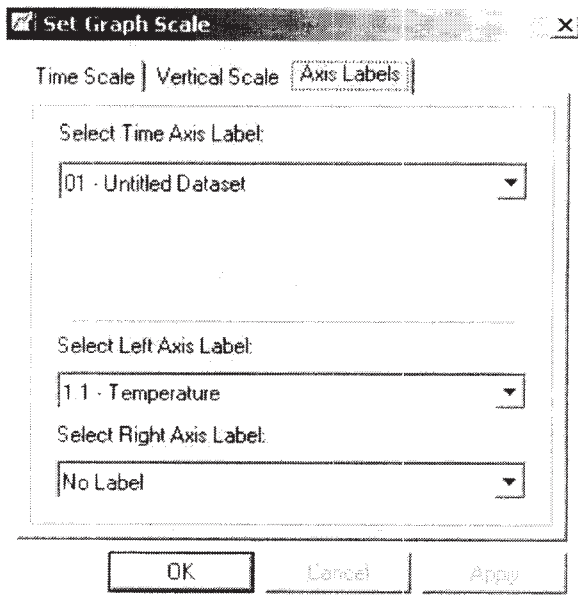 Set Graph Scale
Time Scale Vertical Scale Axis Labels
Select Time Axis Label:
01 - Untitled Dataset
Select Left Axis Label:
1.1 - Temperature
Select Right Axis Label:
No Label
OK Cancel Apply